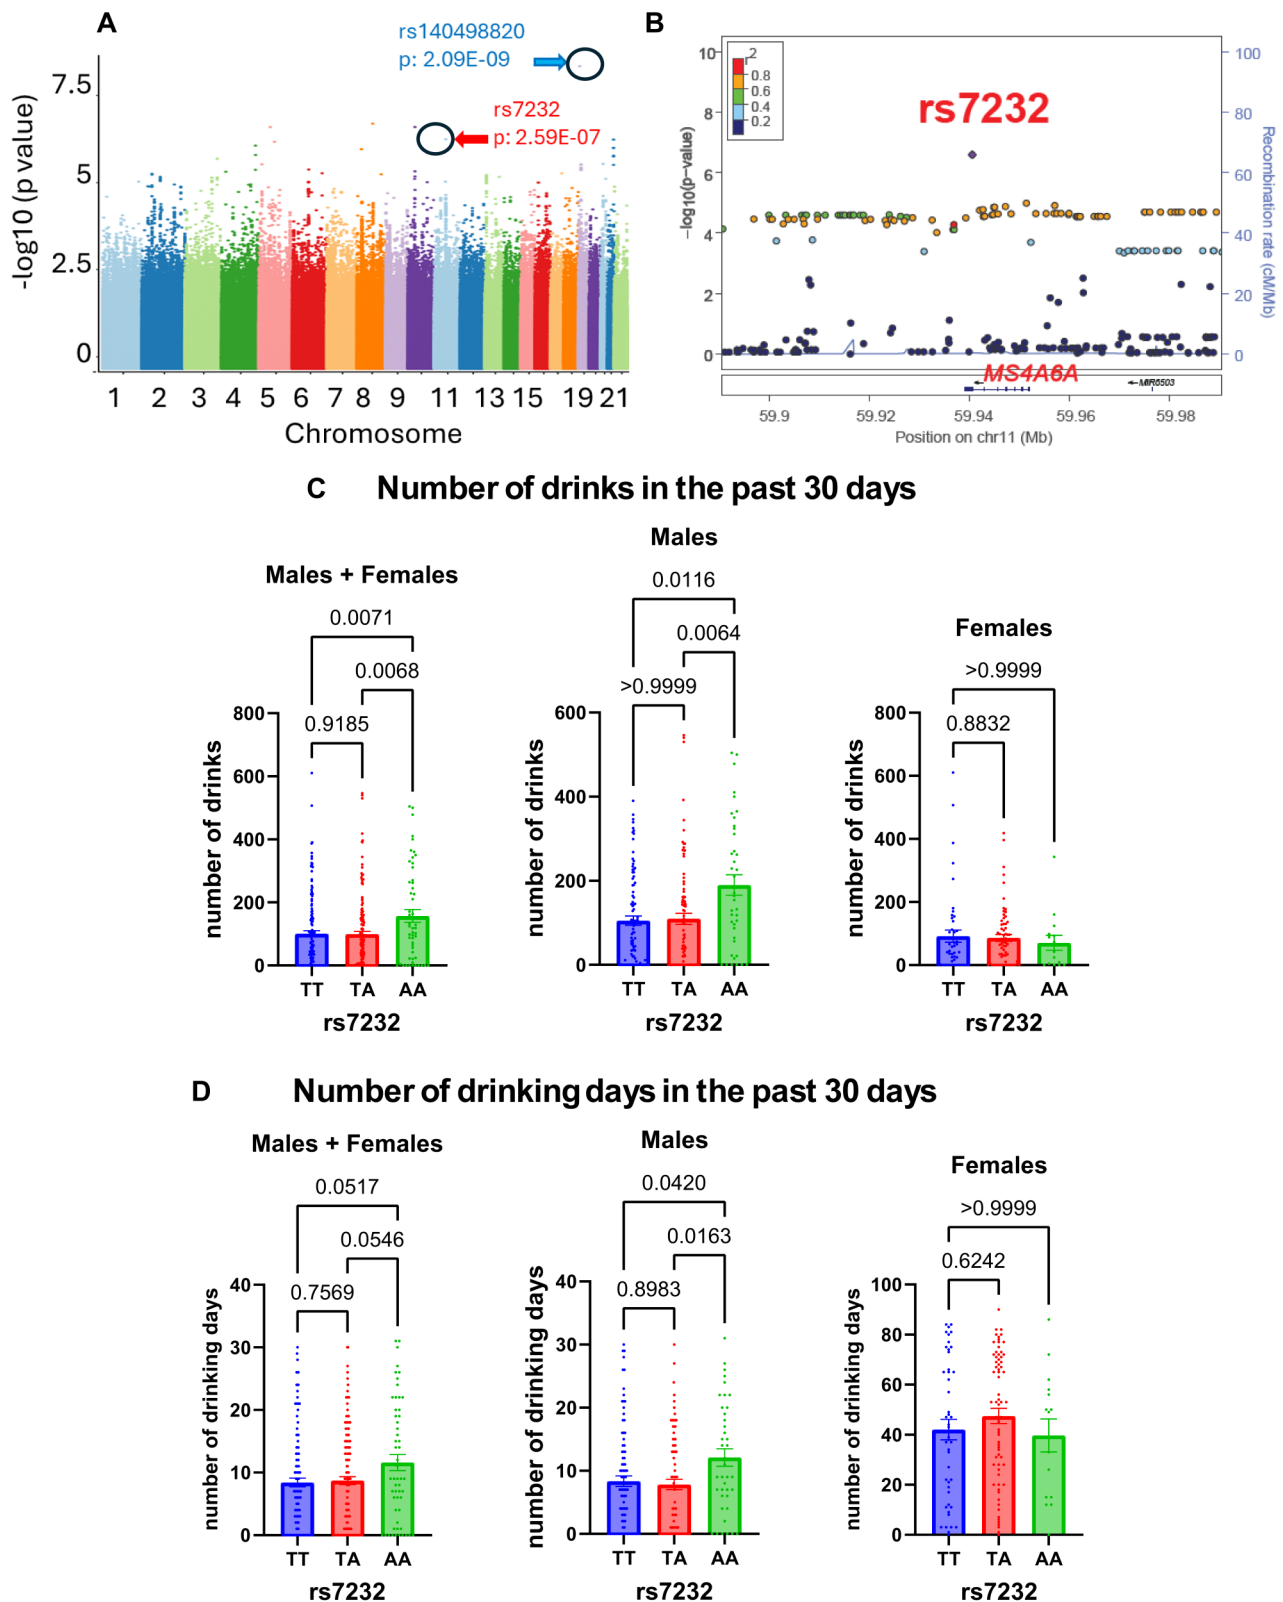 A
rs140498820
p: 2.09E-09
rs7232
p: 2.59E-07
-log10 (p value)
7.5
5
2.5
0
1 2 3 4 5 6 7 8 9 11 13 15 19 21
Chromosome
B
r2
0.8
0.6
0.4
0.2
rs7232
−log10(p−value)
10
8
6
4
2
0
100
80
60
40
20
0
Recombination rate (cM/Mb)
MS4A6A
MIR6503
59.9 59.92 59.94 59.96 59.98
Position on chr11 (Mb)
C Number of drinks in the past 30 days
Males + Females
0.0071
0.0068
0.9185
number of drinks
800
600
400
200
0
TT TA AA
rs7232
Males
0.0116
0.0064
>0.9999
number of drinks
600
400
200
0
TT TA AA
rs7232
Females
>0.9999
0.8832
number of drinks
800
600
400
200
0
TT TA AA
rs7232
D Number of drinking days in the past 30 days
Males + Females
0.0517
0.0546
0.7569
number of drinking days
40
30
20
10
0
TT TA AA
rs7232
Males
0.0420
0.0163
0.8983
number of drinking days
40
30
20
10
0
TT TA AA
rs7232
Females
>0.9999
0.6242
number of drinking days
100
80
60
40
20
0
TT TA AA
rs7232